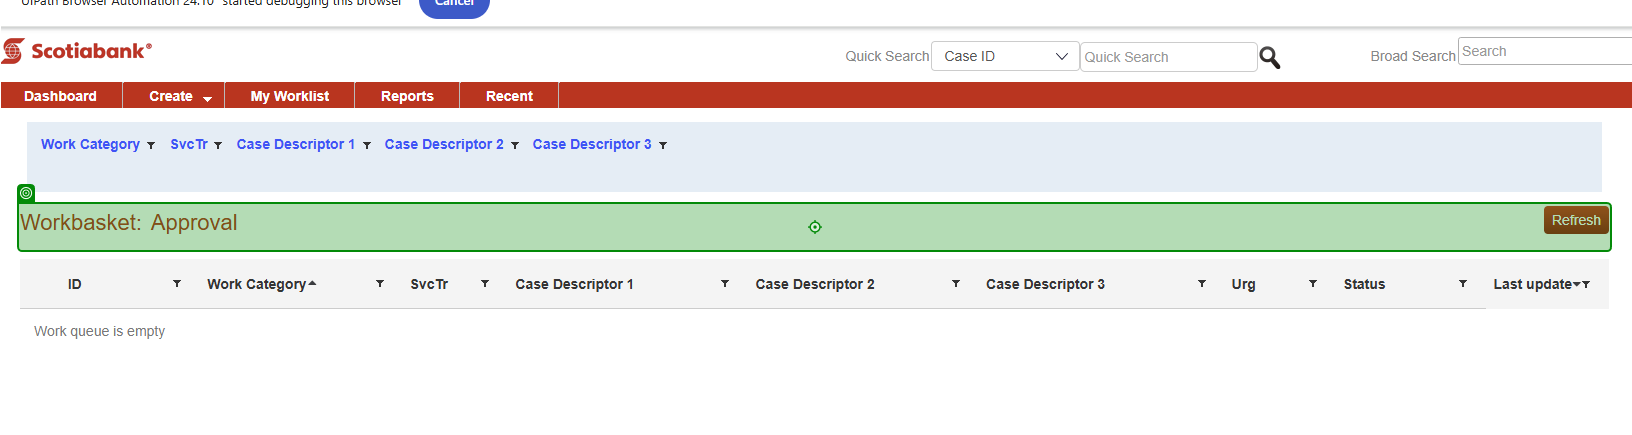 UiPath Browser Automation 24.10" started debugging this browser Cancel
Scotiabank®
Quick Search Case ID Quick Search Broad Search Search
Dashboard Create My Worklist Reports Recent
Work Category SvcTr Case Descriptor 1 Case Descriptor 2 Case Descriptor 3
Workbasket: Approval Refresh
ID Work Category SvcTr Case Descriptor 1 Case Descriptor 2 Case Descriptor 3 Urg Status Last update
Work queue is empty